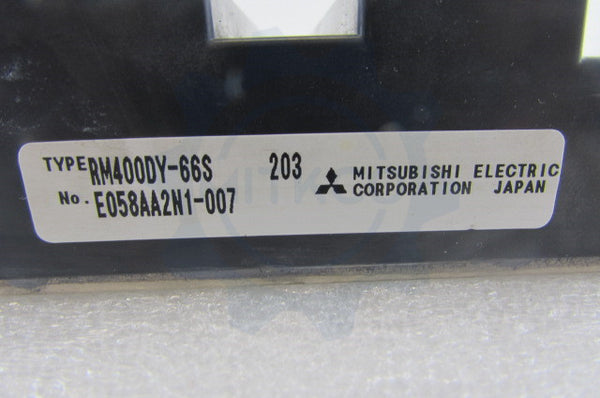 TYPE RM400DY-66S 203
No. E058AA2N1-007
MITSUBISHI ELECTRIC
CORPORATION JAPAN